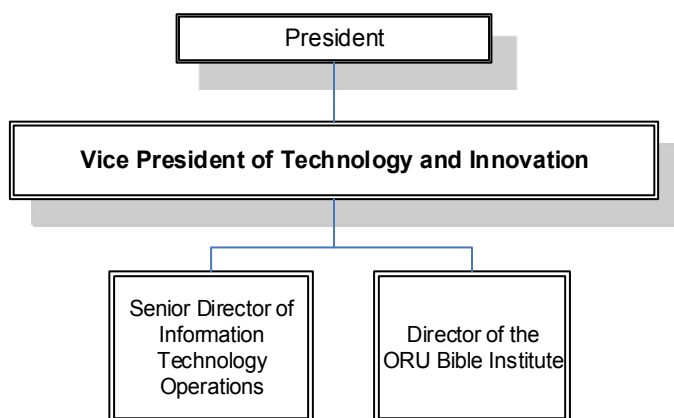 President
Vice President of Technology and Innovation
Senior Director of
Information
Technology
Operations
Director of the
ORU Bible Institute